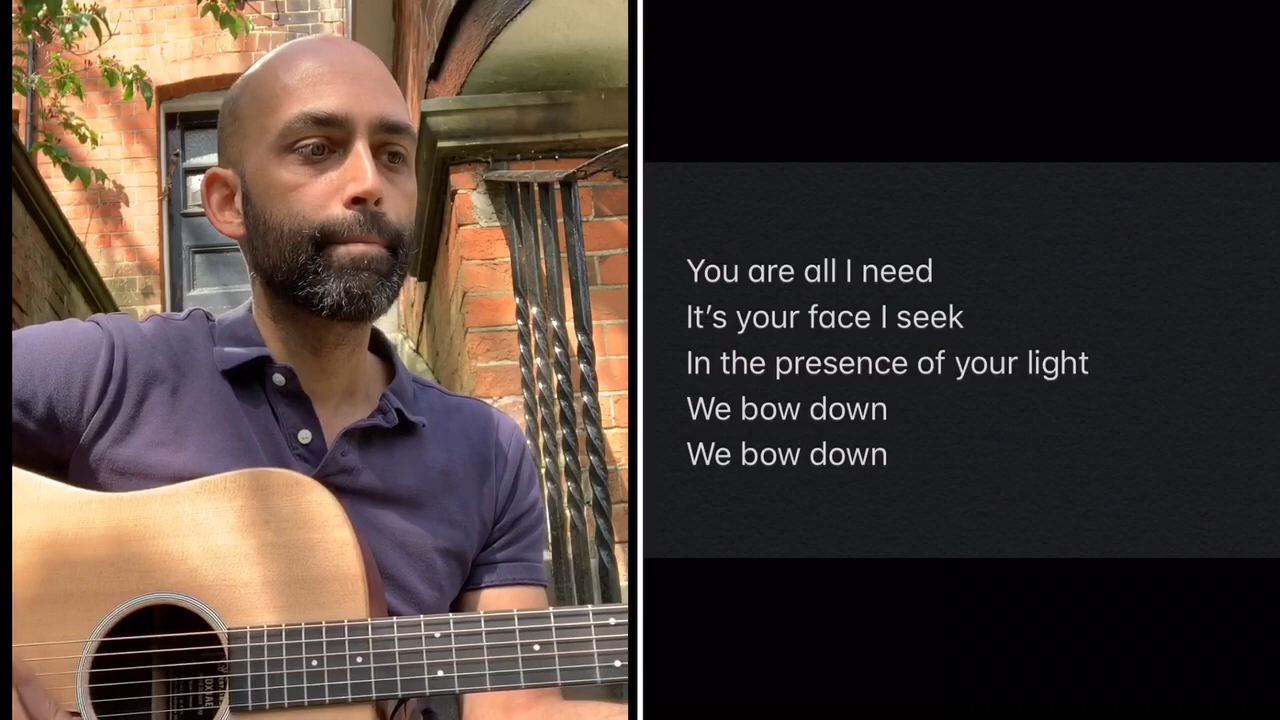 You are all I need
It’s your face I seek
In the presence of your light
We bow down
We bow down